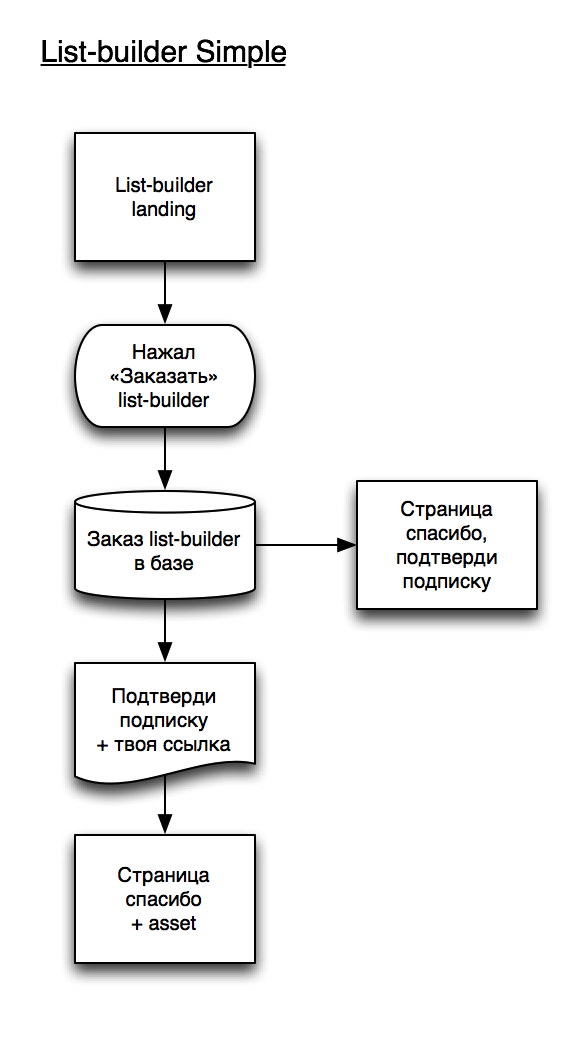 List-builder Simple
List-builder
landing
Нажал
«Заказать»
list-builder
Заказ list-builder
в базе
Страница
спасибо,
подтверди
подписку
Подтверди
подписку
+ твоя ссылка
Страница
спасибо
+ asset